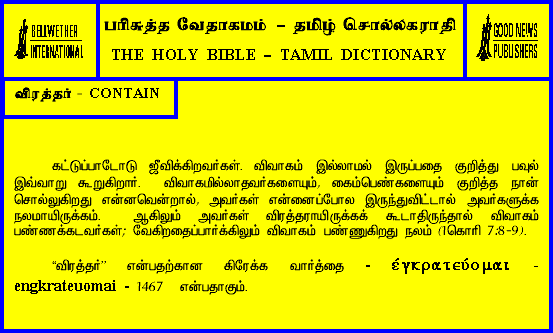 BELLWETHER
INTERNATIONAL
பரிசுத்த வேதாகமம் – தமிழ் சொல்லகராதி
THE HOLY BIBLE – TAMIL DICTIONARY
GOOD NEWS
PUBLISHERS
விரத்தர் - CONTAIN
கட்டுப்பாடோடு ஜீவிக்கிறவர்கள். விவாகம் இல்லாமல் இருப்பதை குறித்து பவுல்
இவ்வாறு கூறுகிறார். விவாகமில்லாதவர்களையும், கைம்பெண்களையும் குறித்த நான்
சொல்லுகிறது என்னவென்றால், அவர்கள் என்னைப்போல இருந்துவிட்டால் அவர்களுக்கு
நலமாயிருக்கம். ஆகிலும் அவர்கள் விரத்தராயிருக்கக் கூடாதிருந்தால் விவாகம்
பண்ணக்கடவர்கள்; வேகிறதைப்பார்க்கிலும் விவாகம் பண்ணுகிறது நலம் (1கொரி 7:8-9).
“விரத்தர்” என்பதற்கான கிரேக்க வார்த்தை - ἐγκρατεύομαι -
engkrateuomai - 1467 என்பதாகும்.